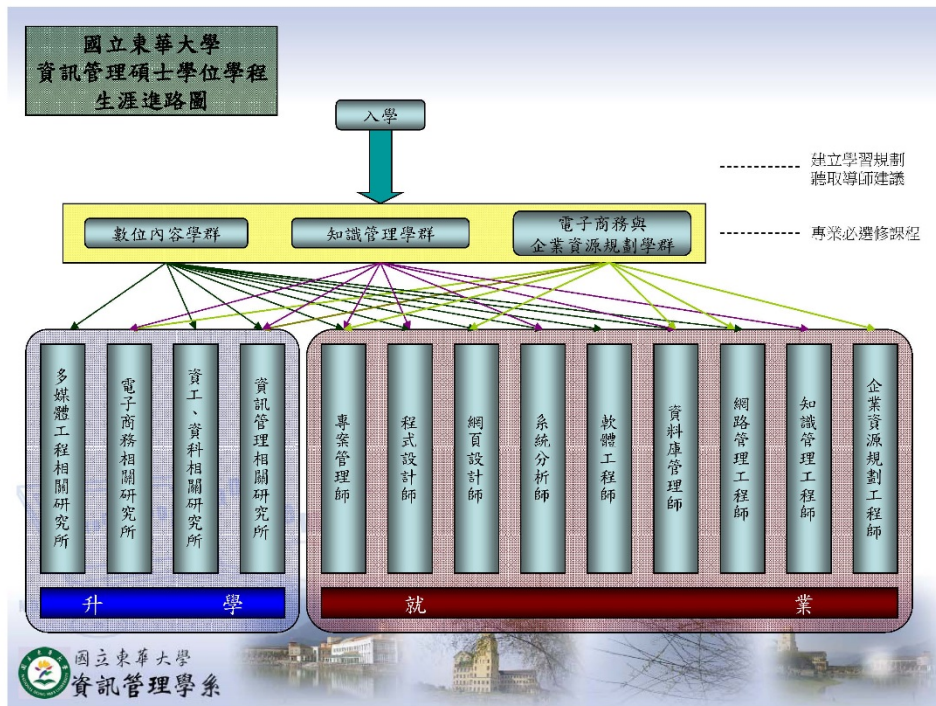 國立東華大學
資訊管理碩士學位學程
生涯進路圖
入學
建立學習規劃
聽取導師建議
數位內容學群
知識管理學群
電子商務與
企業資源規劃學群
專業必選修課程
多媒體工程相關研究所
電子商務相關研究所
資工、資科相關研究所
資訊管理相關研究所
專案管理師
程式設計師
網頁設計師
系統分析師
軟體工程師
資料庫管理師
網路管理工程師
知識管理工程師
企業資源規劃工程師
升學
就業
國立東華大學
資訊管理學系